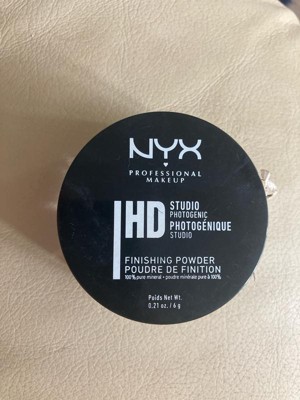 NYX
PROFESSIONAL
MAKEUP
HD
STUDIO
PHOTOGENIC
PHOTOGÉNIQUE
STUDIO
FINISHING POWDER
POUDRE DE FINITION
100% pure mineral • poudre minérale pure à 100%
Poids Net Wt.
0.21 oz. / 6 g